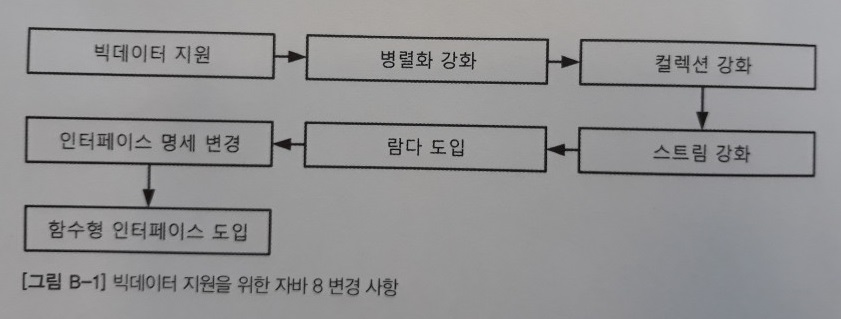 빅데이터 지원
병렬화 강화
컬렉션 강화
스트림 강화
람다 도입
인터페이스 명세 변경
함수형 인터페이스 도입
[그림 B-1] 빅데이터 지원을 위한 자바 8 변경 사항